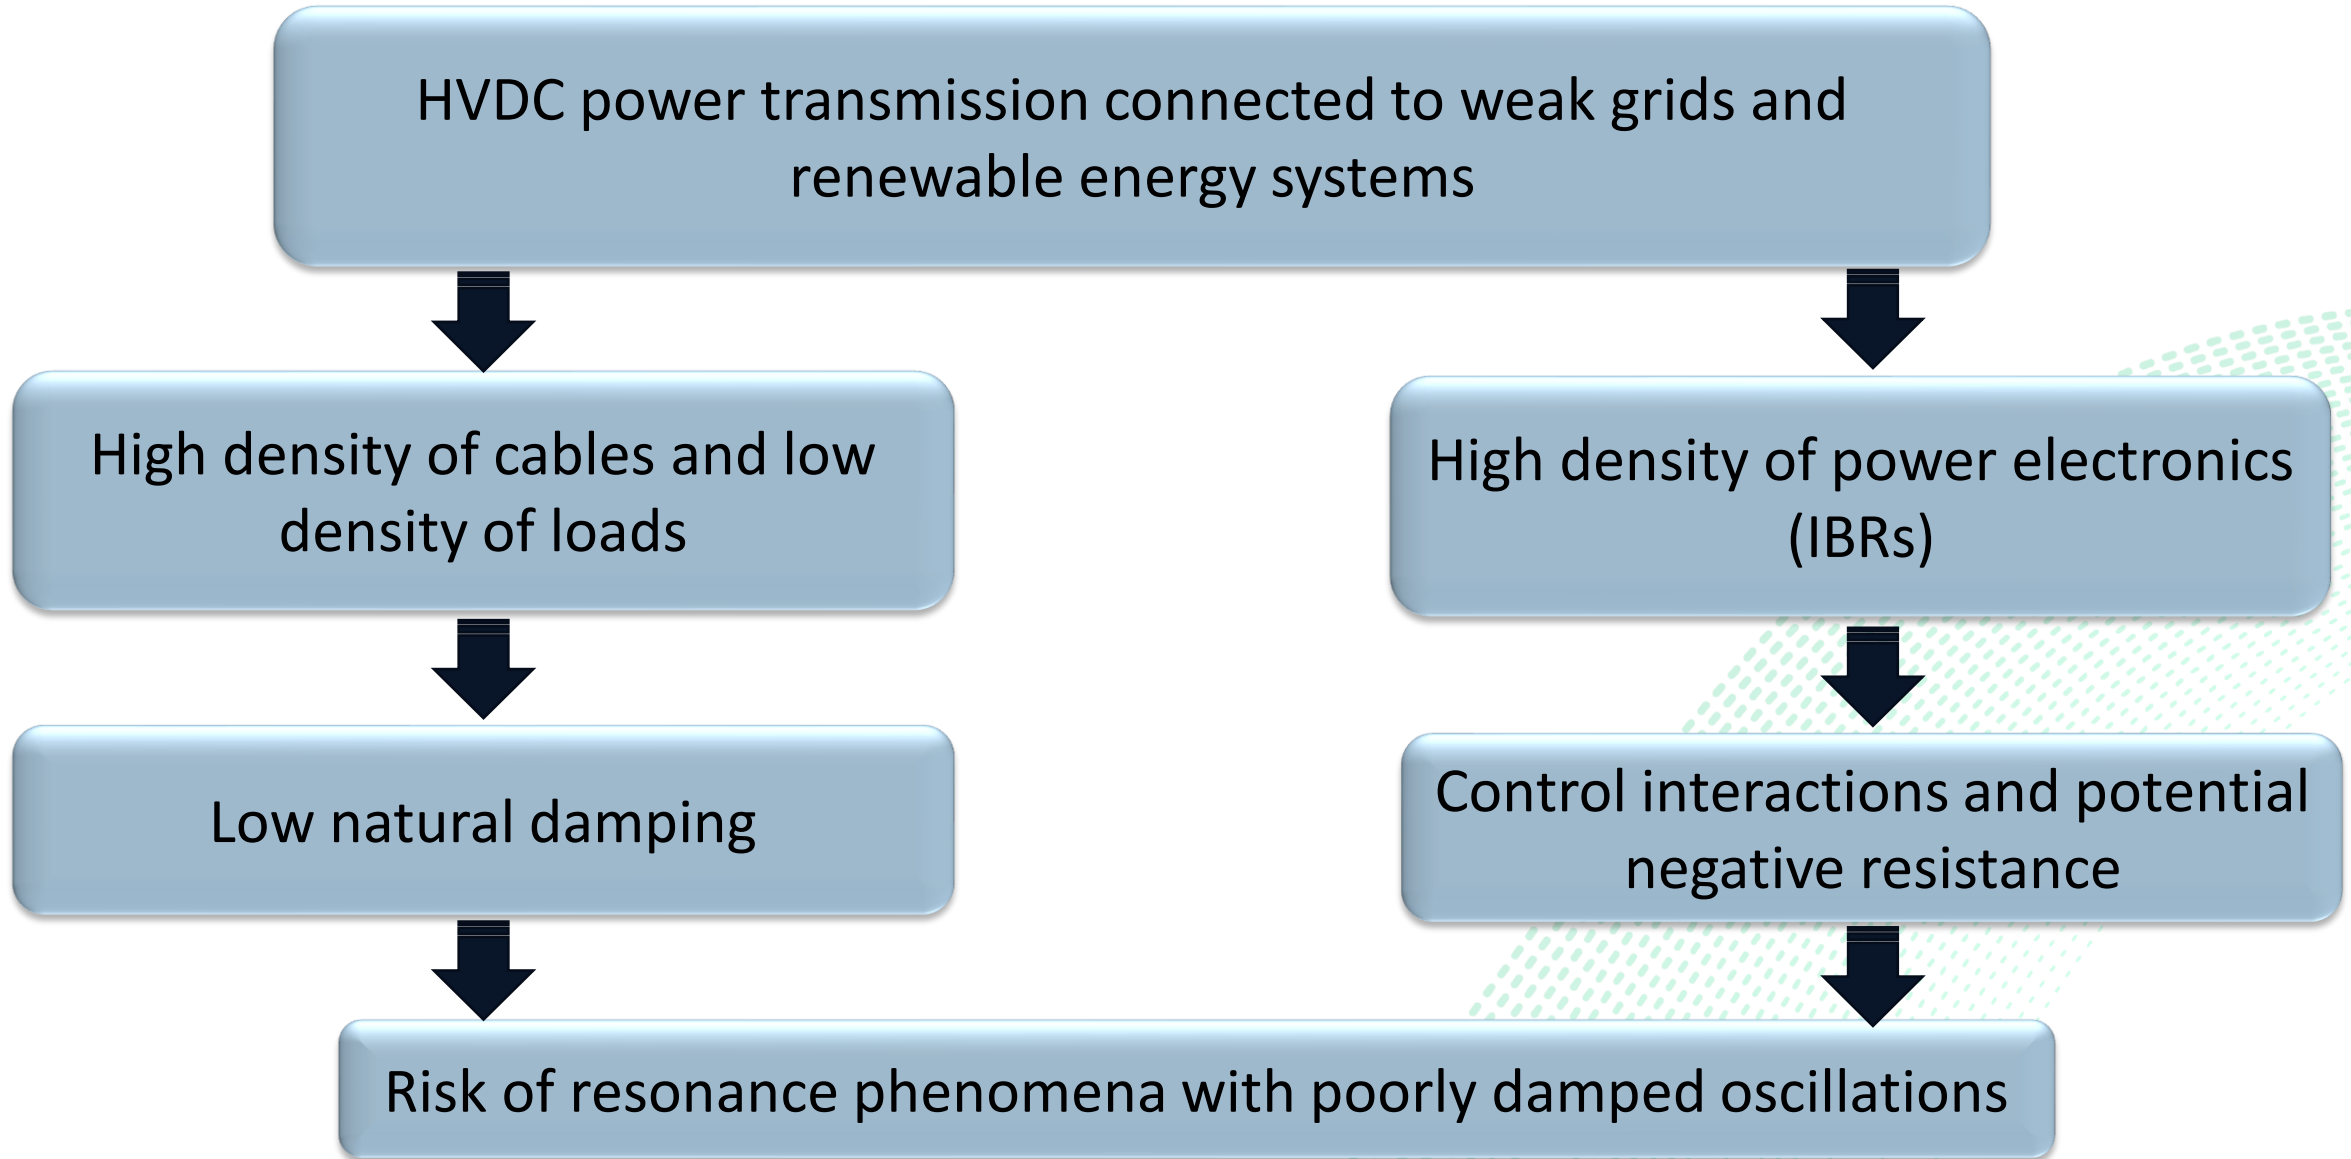 HVDC power transmission connected to weak grids and
renewable energy systems
High density of cables and low
density of loads
High density of power electronics
(IBRs)
Low natural damping
Control interactions and potential
negative resistance
Risk of resonance phenomena with poorly damped oscillations